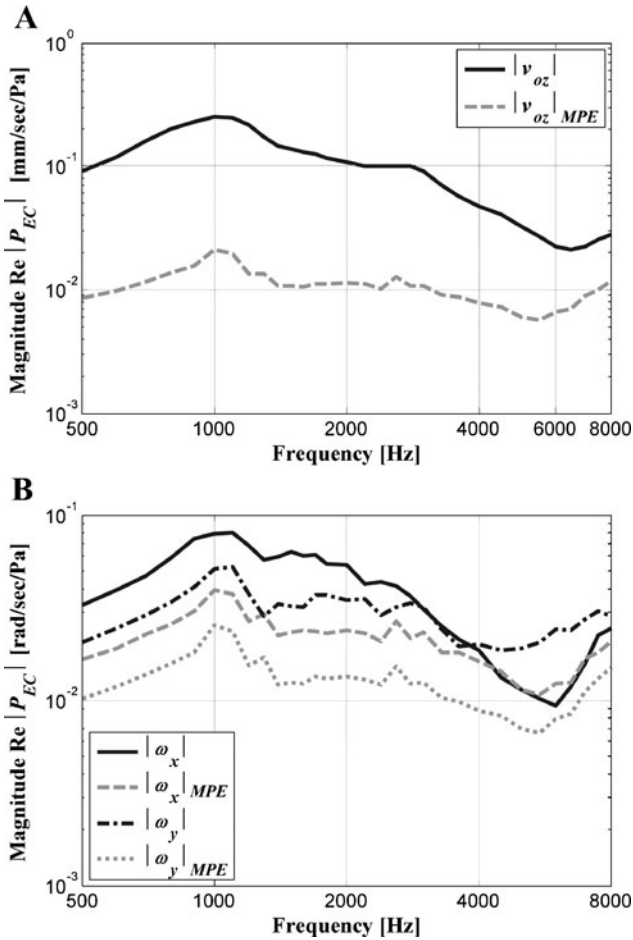 A
Magnitude Re |P_EC| [mm/sec/Pa]
10^0
10^-1
10^-2
10^-3
|v_oz|
|v_oz|_MPE
500 1000 2000 4000 6000 8000
Frequency [Hz]
B
Magnitude Re |P_EC| [rad/sec/Pa]
10^-1
10^-2
10^-3
|ω_x|
|ω_x|_MPE
|ω_y|
|ω_y|_MPE
500 1000 2000 4000 6000 8000
Frequency [Hz]